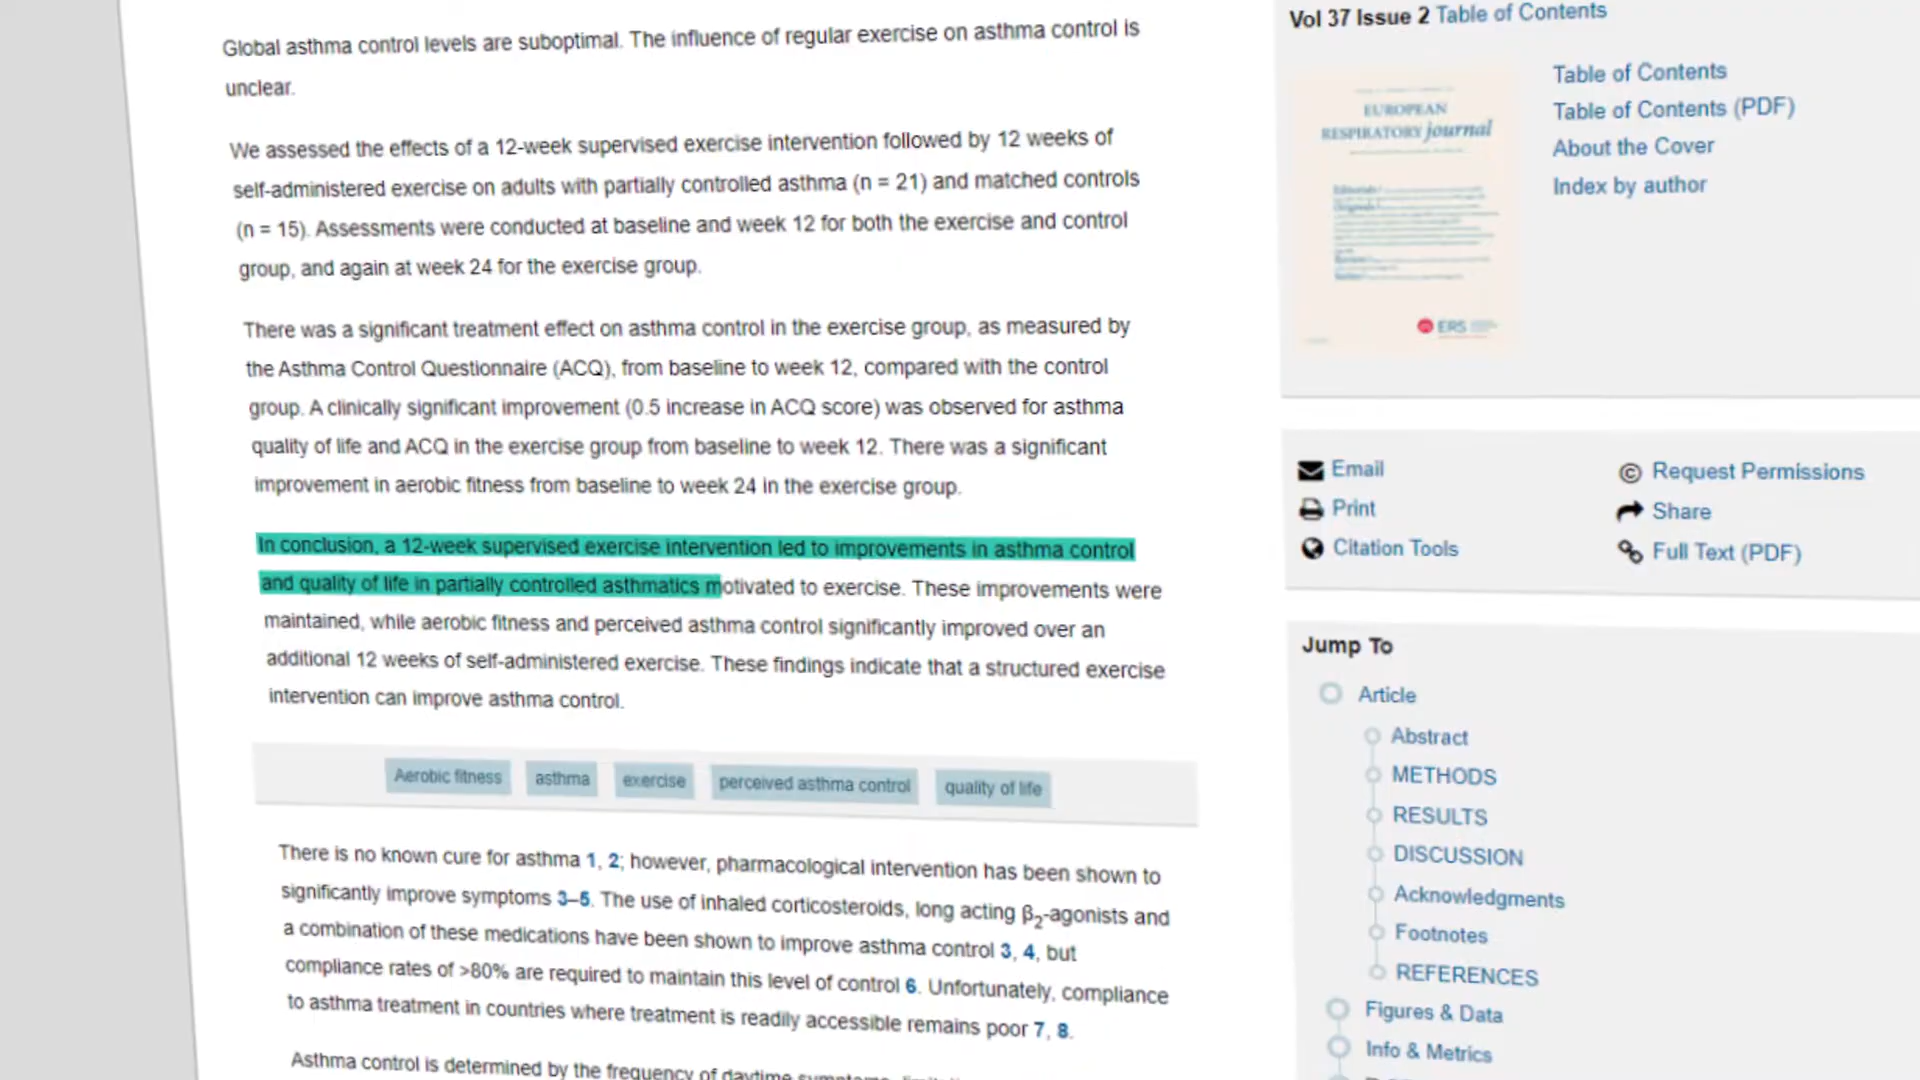 Global asthma control levels are suboptimal. The influence of regular exercise on asthma control is
unclear.
We assessed the effects of a 12-week supervised exercise intervention followed by 12 weeks of
self-administered exercise on adults with partially controlled asthma (n = 21) and matched controls
(n = 15). Assessments were conducted at baseline and week 12 for both the exercise and control
group, and again at week 24 for the exercise group.
There was a significant treatment effect on asthma control in the exercise group, as measured by
the Asthma Control Questionnaire (ACQ), from baseline to week 12, compared with the control
group. A clinically significant improvement (0.5 increase in ACQ score) was observed for asthma
quality of life and ACQ in the exercise group from baseline to week 12. There was a significant
improvement in aerobic fitness from baseline to week 24 in the exercise group.
In conclusion, a 12-week supervised exercise intervention led to improvements in asthma control
and quality of life in partially controlled asthmatics motivated to exercise. These improvements were
maintained, while aerobic fitness and perceived asthma control significantly improved over an
additional 12 weeks of self-administered exercise. These findings indicate that a structured exercise
intervention can improve asthma control.
Aerobic fitness asthma exercise perceived asthma control quality of life
There is no known cure for asthma 1, 2; however, pharmacological intervention has been shown to
significantly improve symptoms 3–5. The use of inhaled corticosteroids, long acting β2-agonists and
a combination of these medications have been shown to improve asthma control 3, 4, but
compliance rates of >80% are required to maintain this level of control 6. Unfortunately, compliance
to asthma treatment in countries where treatment is readily accessible remains poor 7, 8.
Asthma control is determined by the frequency of daytime symptoms,
Vol 37 Issue 2 Table of Contents
EUROPEAN
RESPIRATORY journal
ERS
Table of Contents
Table of Contents (PDF)
About the Cover
Index by author
Email
Print
Citation Tools
© Request Permissions
Share
Full Text (PDF)
Jump To
Article
Abstract
METHODS
RESULTS
DISCUSSION
Acknowledgments
Footnotes
REFERENCES
Figures & Data
Info & Metrics